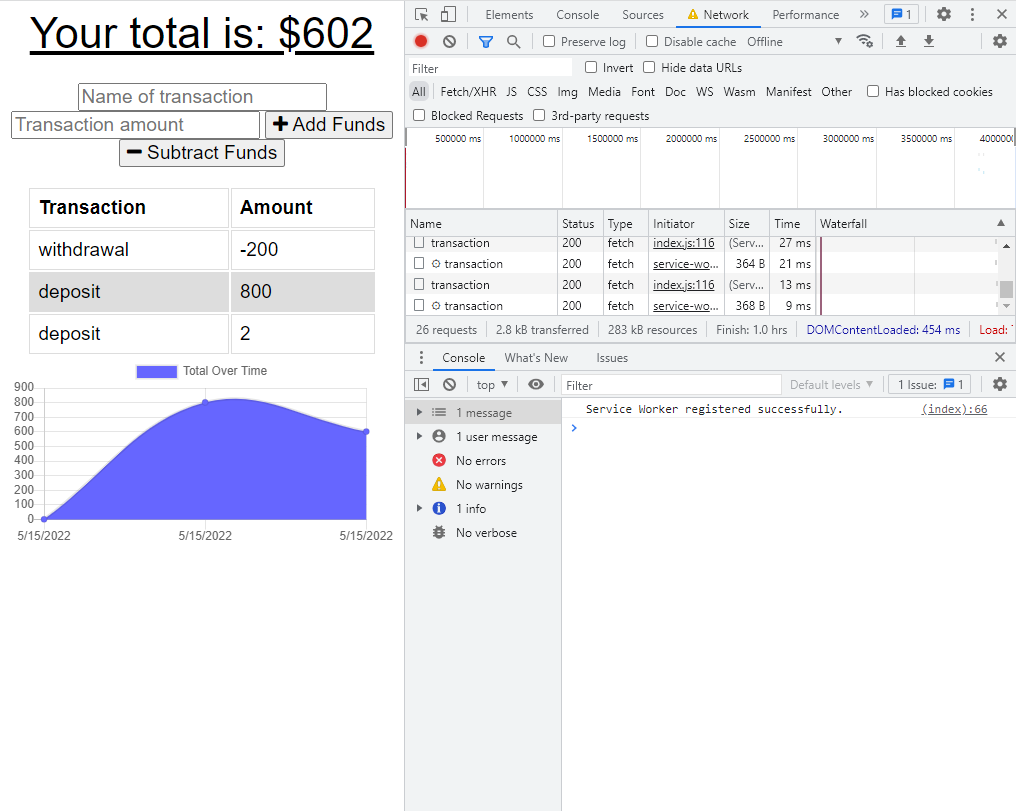 Your total is: $602
Name of transaction
Transaction amount
Add Funds
Subtract Funds
Transaction Amount
withdrawal -200
deposit 800
deposit 2
Total Over Time
900
800
700
600
500
400
300
200
100
0
5/15/2022 5/15/2022 5/15/2022
Elements Console Sources Network Performance » 1
Preserve log Disable cache Offline
Filter Invert Hide data URLs
All Fetch/XHR JS CSS Img Media Font Doc WS Wasm Manifest Other Has blocked cookies
Blocked Requests 3rd-party requests
500000 ms 1000000 ms 1500000 ms 2000000 ms 2500000 ms 3000000 ms 3500000 ms 4000000
Name Status Type Initiator Size Time Waterfall
transaction 200 fetch index.js:116 (Serv... 27 ms
transaction 200 fetch service-wo... 364 B 21 ms
transaction 200 fetch index.js:116 (Serv... 13 ms
transaction 200 fetch service-wo... 368 B 9 ms
26 requests 2.8 kB transferred 283 kB resources Finish: 1.0 hrs DOMContentLoaded: 454 ms Load:
Console What's New Issues
top Filter Default levels 1 Issue: 1
1 message
1 user message
No errors
No warnings
1 info
No verbose
Service Worker registered successfully. (index):66